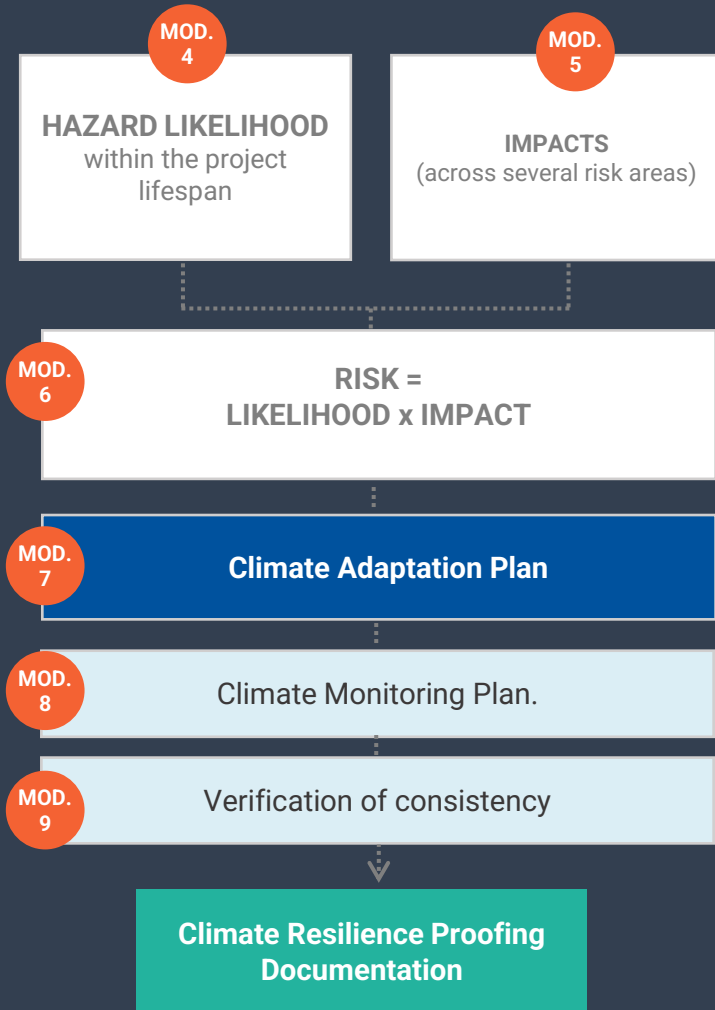 MOD.
4
HAZARD LIKELIHOOD
within the project
lifespan
MOD.
5
IMPACTS
(across several risk areas)
MOD.
6
RISK =
LIKELIHOOD x IMPACT
MOD.
7
Climate Adaptation Plan
MOD.
8
Climate Monitoring Plan.
MOD.
9
Verification of consistency
Climate Resilience Proofing
Documentation